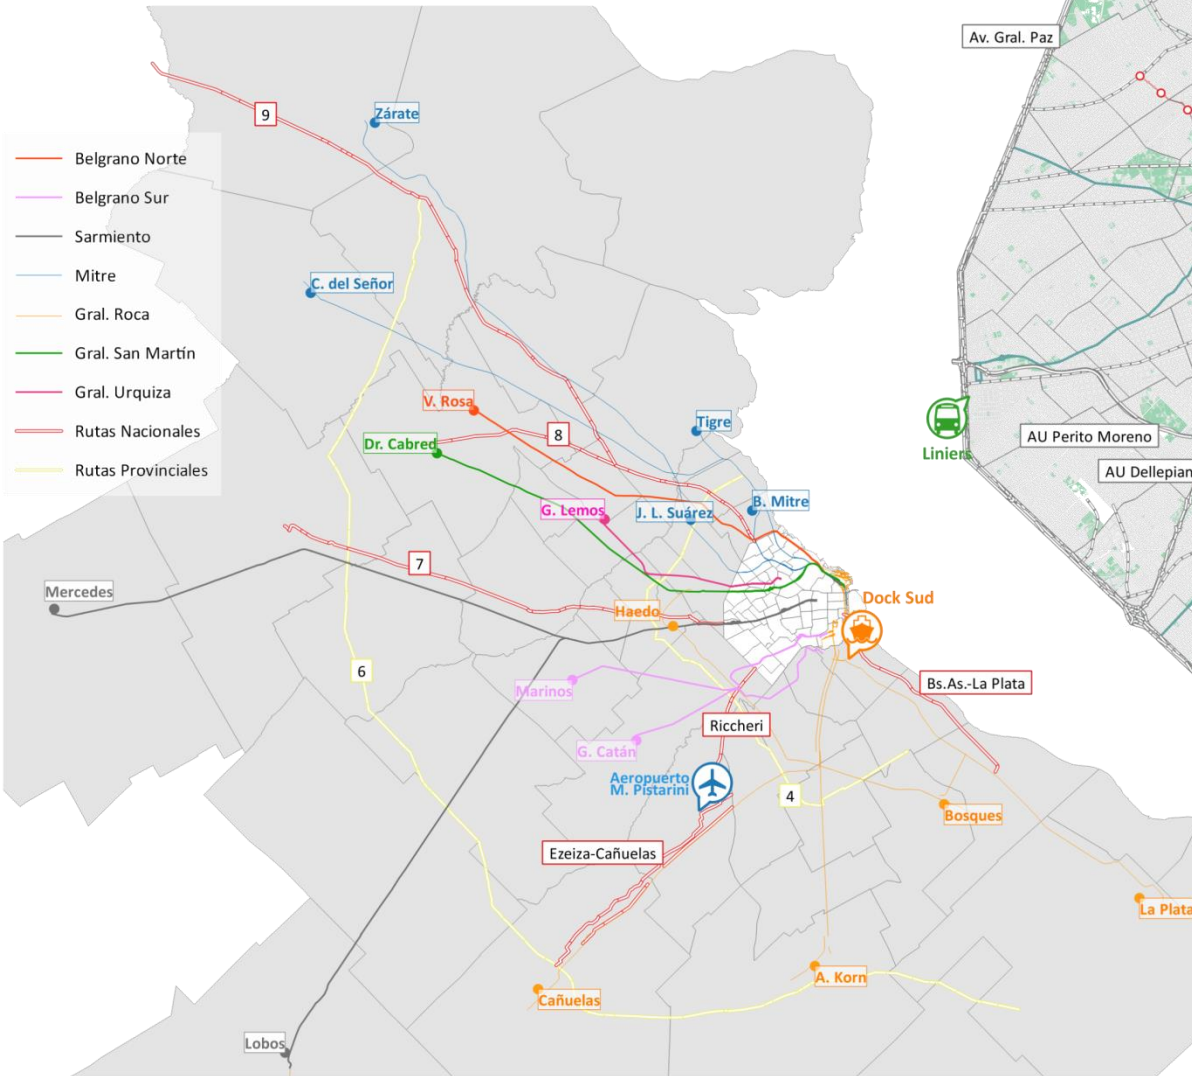 Av. Gral. Paz
9
Zárate
Belgrano Norte
Belgrano Sur
Sarmiento
Mitre
Gral. Roca
Gral. San Martín
Gral. Urquiza
Rutas Nacionales
Rutas Provinciales
C. del Señor
V. Rosa
Dr. Cabred
8
Tigre
Liniers
AU Perito Moreno
AU Dellepian
G. Lemos
J. L. Suárez
B. Mitre
7
Mercedes
Haedo
Dock Sud
6
Marinos
Bs.As.-La Plata
Riccheri
G. Catán
Aeropuerto
M. Pistarini
4
Bosques
Ezeiza-Cañuelas
La Plata
A. Korn
Cañuelas
Lobos